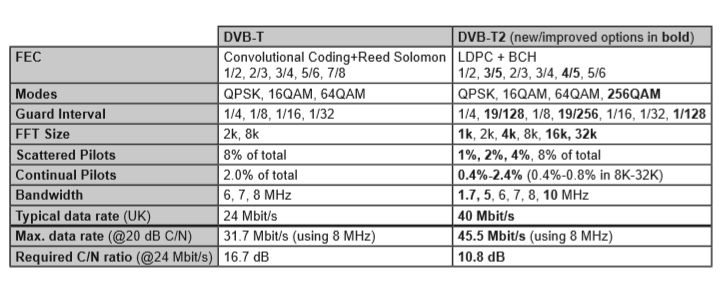 DVB-T DVB-T2 (new/improved options in bold)
FEC Convolutional Coding+Reed Solomon LDPC + BCH
1/2, 2/3, 3/4, 5/6, 7/8 1/2, 3/5, 2/3, 3/4, 4/5, 5/6
Modes QPSK, 16QAM, 64QAM QPSK, 16QAM, 64QAM, 256QAM
Guard Interval 1/4, 1/8, 1/16, 1/32 1/4, 19/128, 1/8, 19/256, 1/16, 1/32, 1/128
FFT Size 2k, 8k 1k, 2k, 4k, 8k, 16k, 32k
Scattered Pilots 8% of total 1%, 2%, 4%, 8% of total
Continual Pilots 2.0% of total 0.4%-2.4% (0.4%-0.8% in 8K-32K)
Bandwidth 6, 7, 8 MHz 1.7, 5, 6, 7, 8, 10 MHz
Typical data rate (UK) 24 Mbit/s 40 Mbit/s
Max. data rate (@20 dB C/N) 31.7 Mbit/s (using 8 MHz) 45.5 Mbit/s (using 8 MHz)
Required C/N ratio (@24 Mbit/s) 16.7 dB 10.8 dB